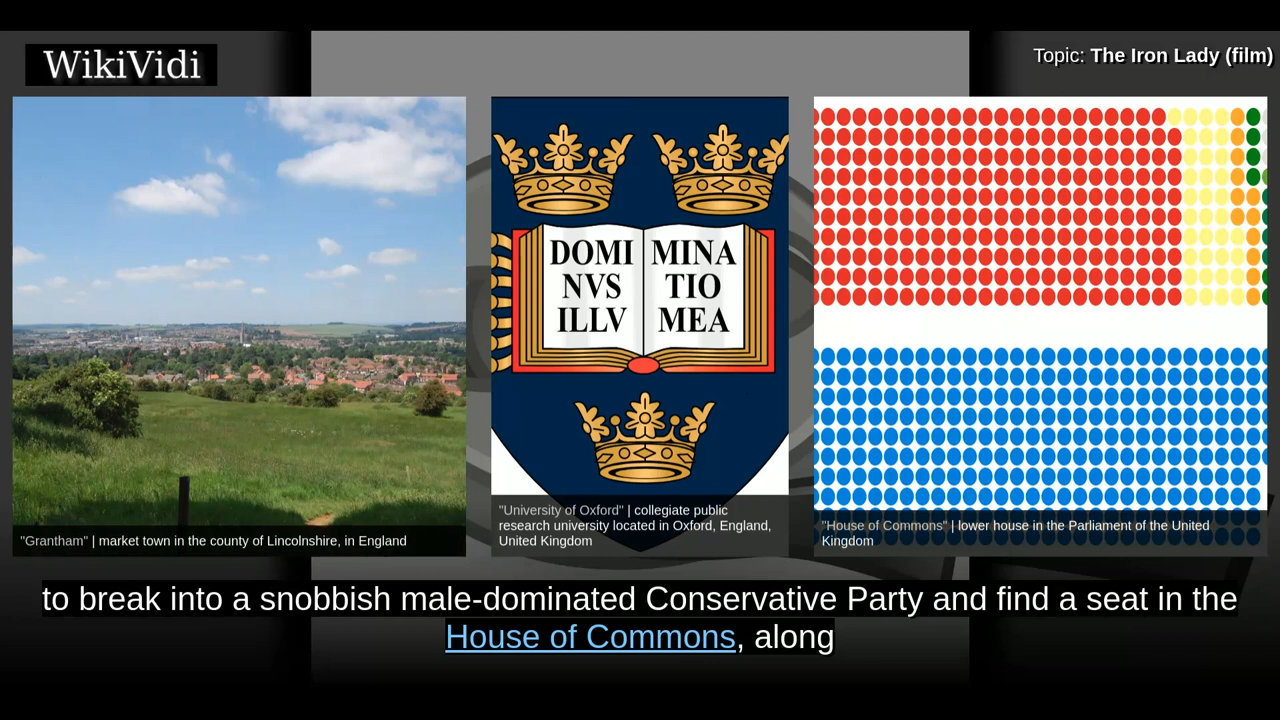 WikiVidi
Topic: The Iron Lady (film)
DOMI MINA
NVS TIO
ILLV MEA
"Grantham" | market town in the county of Lincolnshire, in England
"University of Oxford" | collegiate public
research university located in Oxford, England,
United Kingdom
"House of Commons" | lower house in the Parliament of the United
Kingdom
to break into a snobbish male-dominated Conservative Party and find a seat in the
House of Commons, along